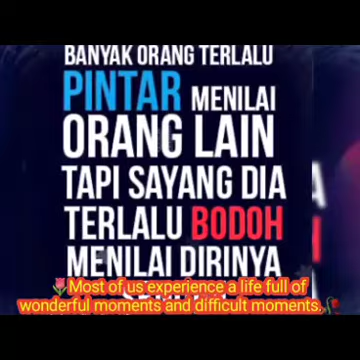 BANYAK ORANG TERLALU
PINTAR MENILAI
ORANG LAIN
TAPI SAYANG DIA
TERLALU BODOH
MENILAI DIRINYA
🌷Most of us experience a life full of
wonderful moments and difficult moments.🥀